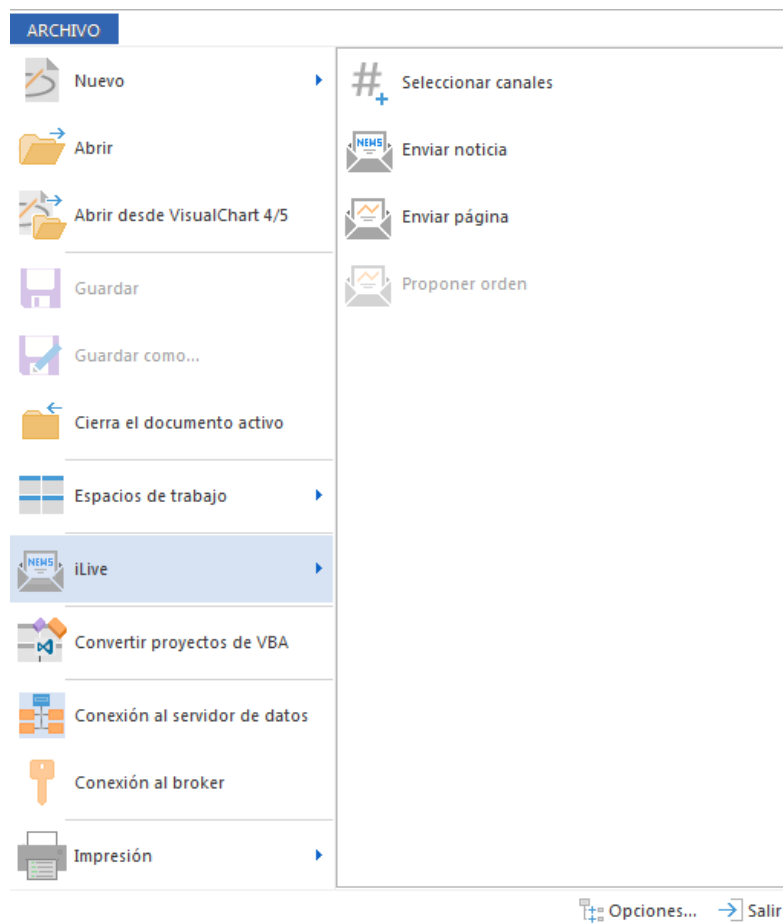 ARCHIVO
Nuevo
Abrir
Abrir desde VisualChart 4/5
Guardar
Guardar como...
Cierra el documento activo
Espacios de trabajo
NEWS
iLive
Convertir proyectos de VBA
Conexión al servidor de datos
Conexión al broker
Impresión
Seleccionar canales
NEWS
Enviar noticia
Enviar página
Proponer orden
Opciones...
Salir